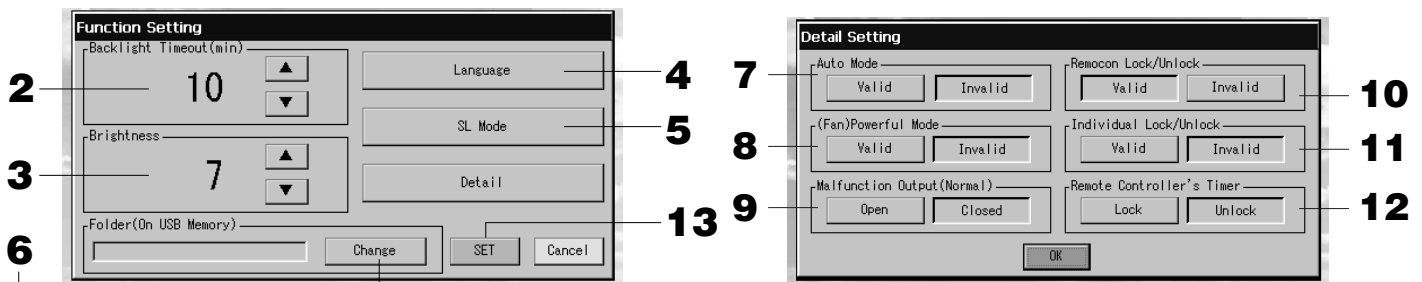 Function Setting
Backlight Timeout(min)
2
10
▲
▼
Language
4
SL Mode
5
Brightness
3
7
▲
▼
Detail
Folder(On USB Memory)
6
Change
SET
Cancel
13
Detail Setting
Auto Mode
7
Valid
Invalid
Remocon Lock/Unlock
Valid
Invalid
10
(Fan)Powerful Mode
8
Valid
Invalid
Individual Lock/Unlock
Valid
Invalid
11
Malfunction Output(Normal)
9
Open
Closed
Remote Controller's Timer
Lock
Unlock
12
OK